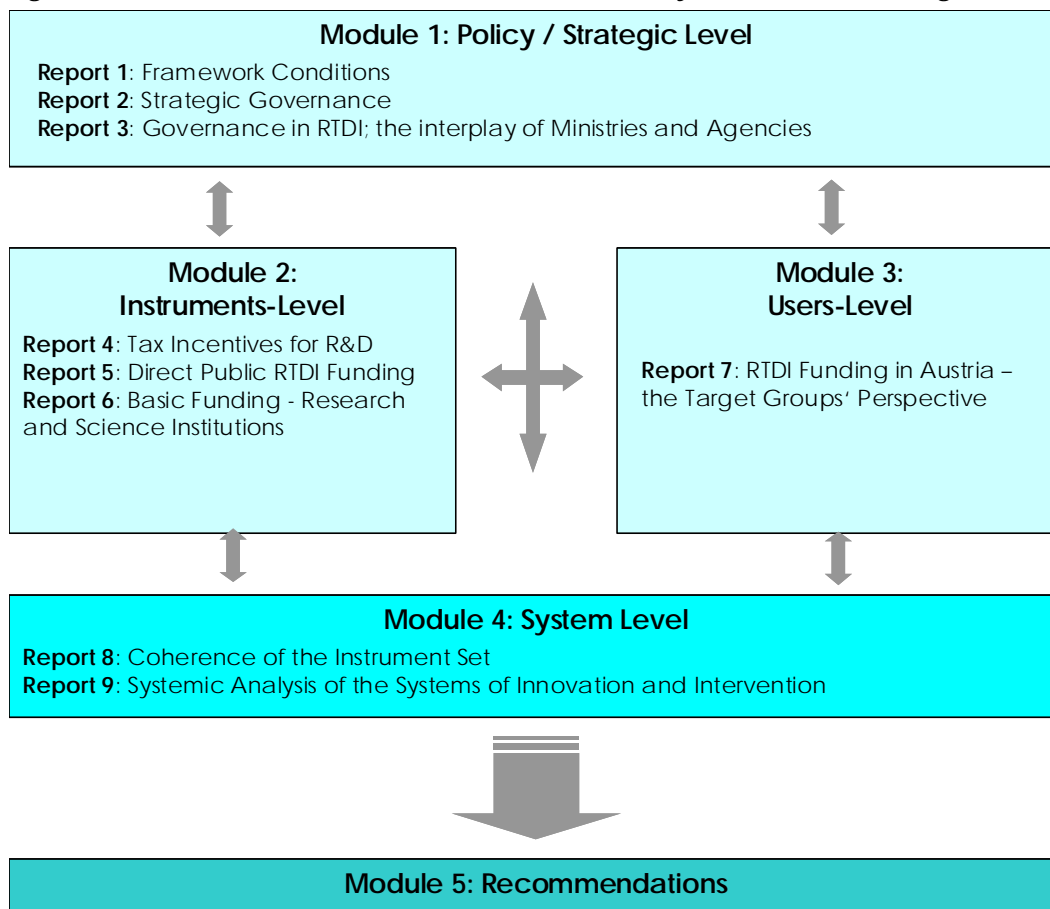 Module 1: Policy / Strategic Level
Report 1: Framework Conditions
Report 2: Strategic Governance
Report 3: Governance in RTDI; the interplay of Ministries and Agencies
Module 2:
Instruments-Level
Report 4: Tax Incentives for R&D
Report 5: Direct Public RTDI Funding
Report 6: Basic Funding - Research
and Science Institutions
Module 3:
Users-Level
Report 7: RTDI Funding in Austria –
the Target Groups‘ Perspective
Module 4: System Level
Report 8: Coherence of the Instrument Set
Report 9: Systemic Analysis of the Systems of Innovation and Intervention
Module 5: Recommendations